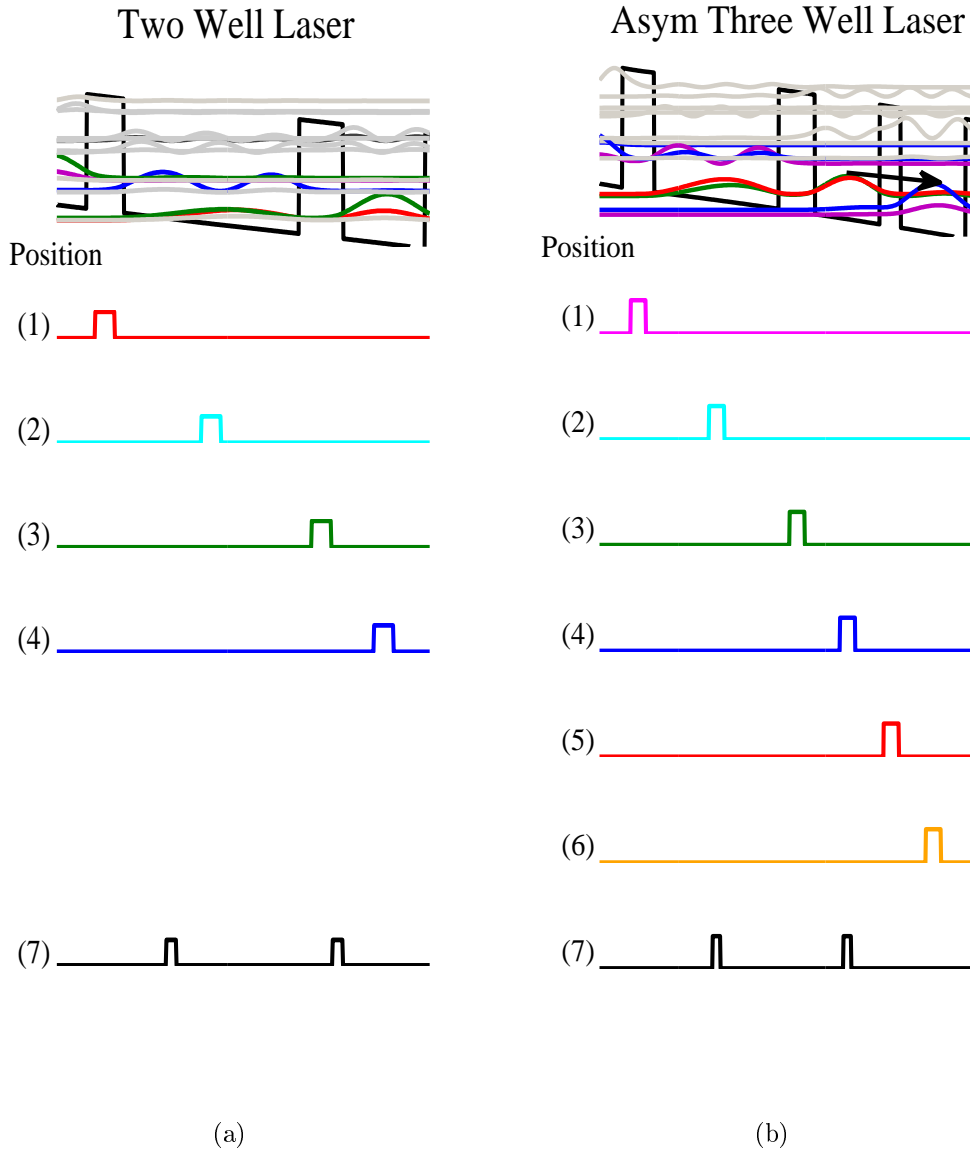 Two Well Laser
Position
(1)
(2)
(3)
(4)
(7)
(a)
Asym Three Well Laser
Position
(1)
(2)
(3)
(4)
(5)
(6)
(7)
(b)